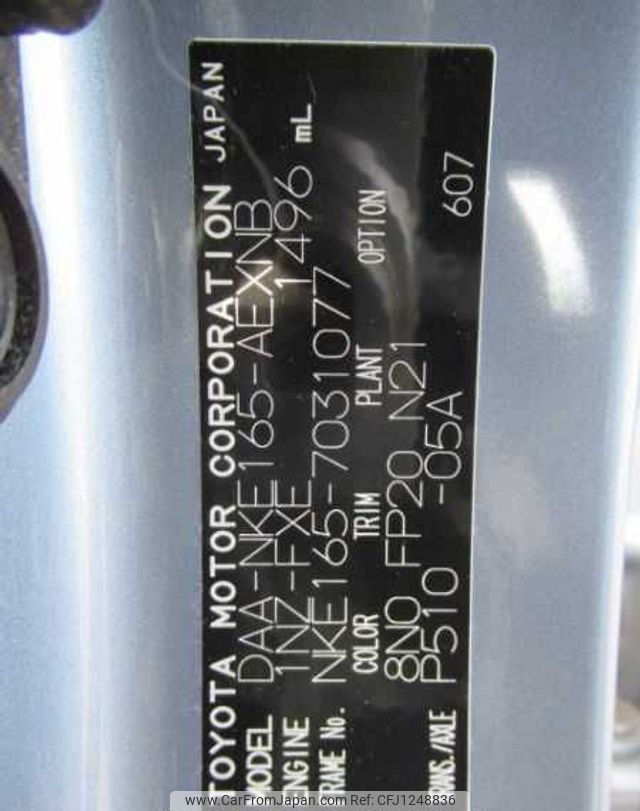 TOYOTA MOTOR CORPORATION JAPAN
MODEL DAA-NKE165-AEXNB
ENGINE 1NZ-FXE 1496 mL
FRAME No. NKE165-7031077
COLOR TRIM PLANT OPTION
8N0 FP20 N21
TRANS./AXLE P510 -05A 607
www.CarFromJapan.com | Ref No. CFJ1248836